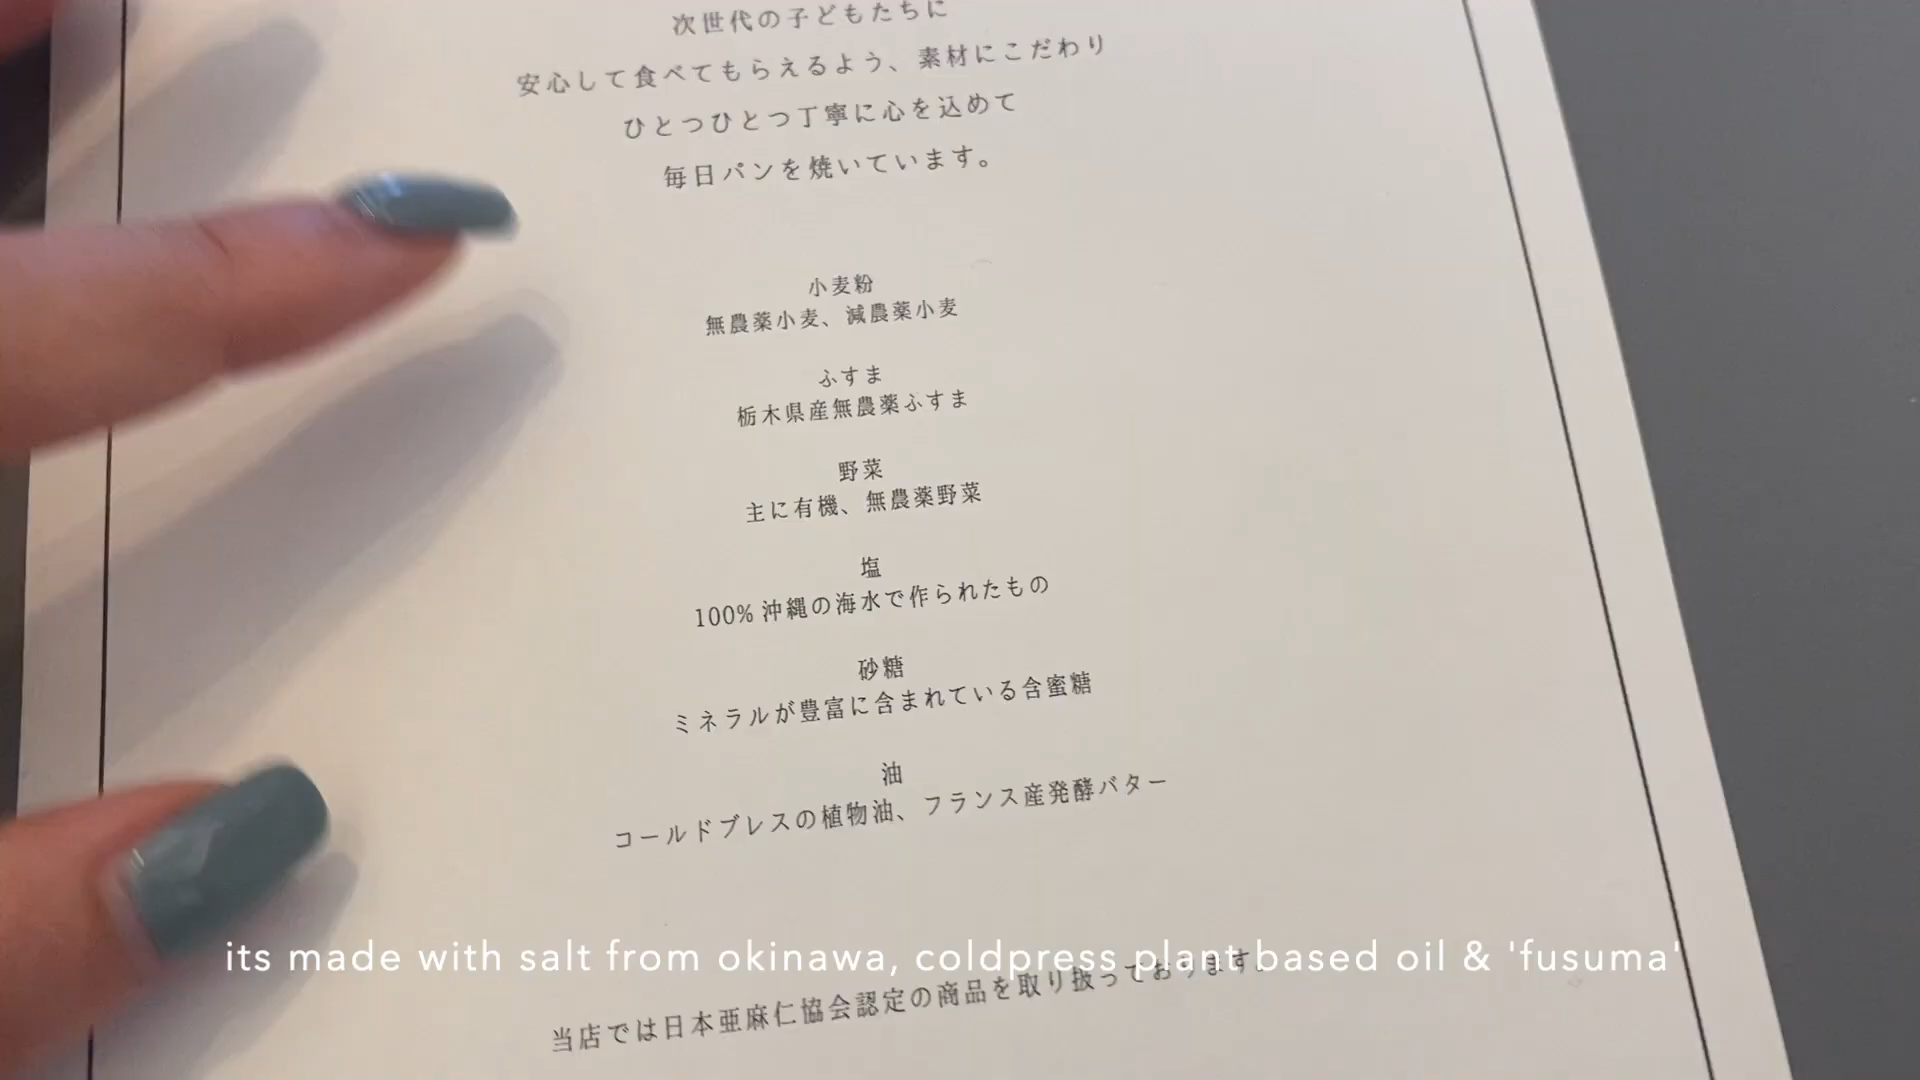 次世代の子どもたちに
安心して食べてもらえるよう、素材にこだわり
ひとつひとつ丁寧に心を込めて
毎日パンを焼いています。
小麦粉
無農薬小麦、減農薬小麦
ふすま
栃木県産無農薬ふすま
野菜
主に有機、無農薬野菜
塩
100%沖縄の海水で作られたもの
砂糖
ミネラルが豊富に含まれている含蜜糖
油
コールドプレスの植物油、フランス産発酵バター
its made with salt from okinawa, coldpress plant based oil & 'fusuma'
当店では日本亜麻仁協会認定の商品を取り扱っております。